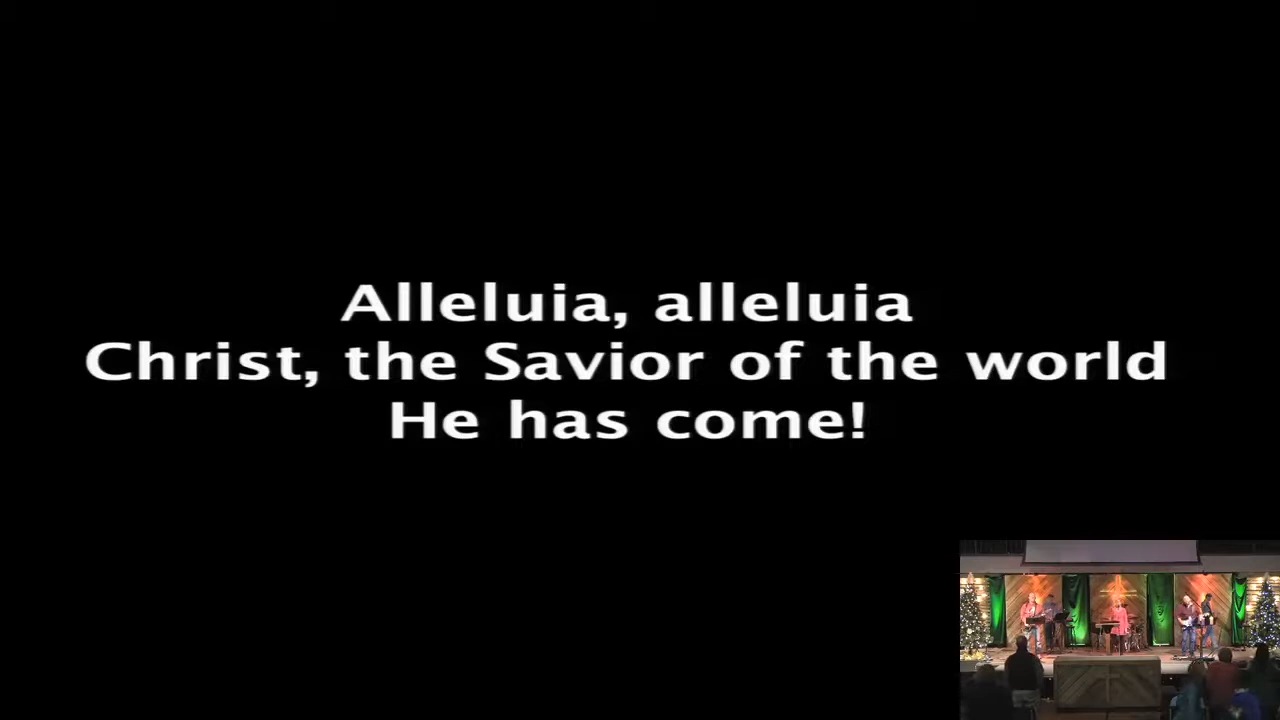 Alleluia, alleluia
Christ, the Savior of the world
He has come!